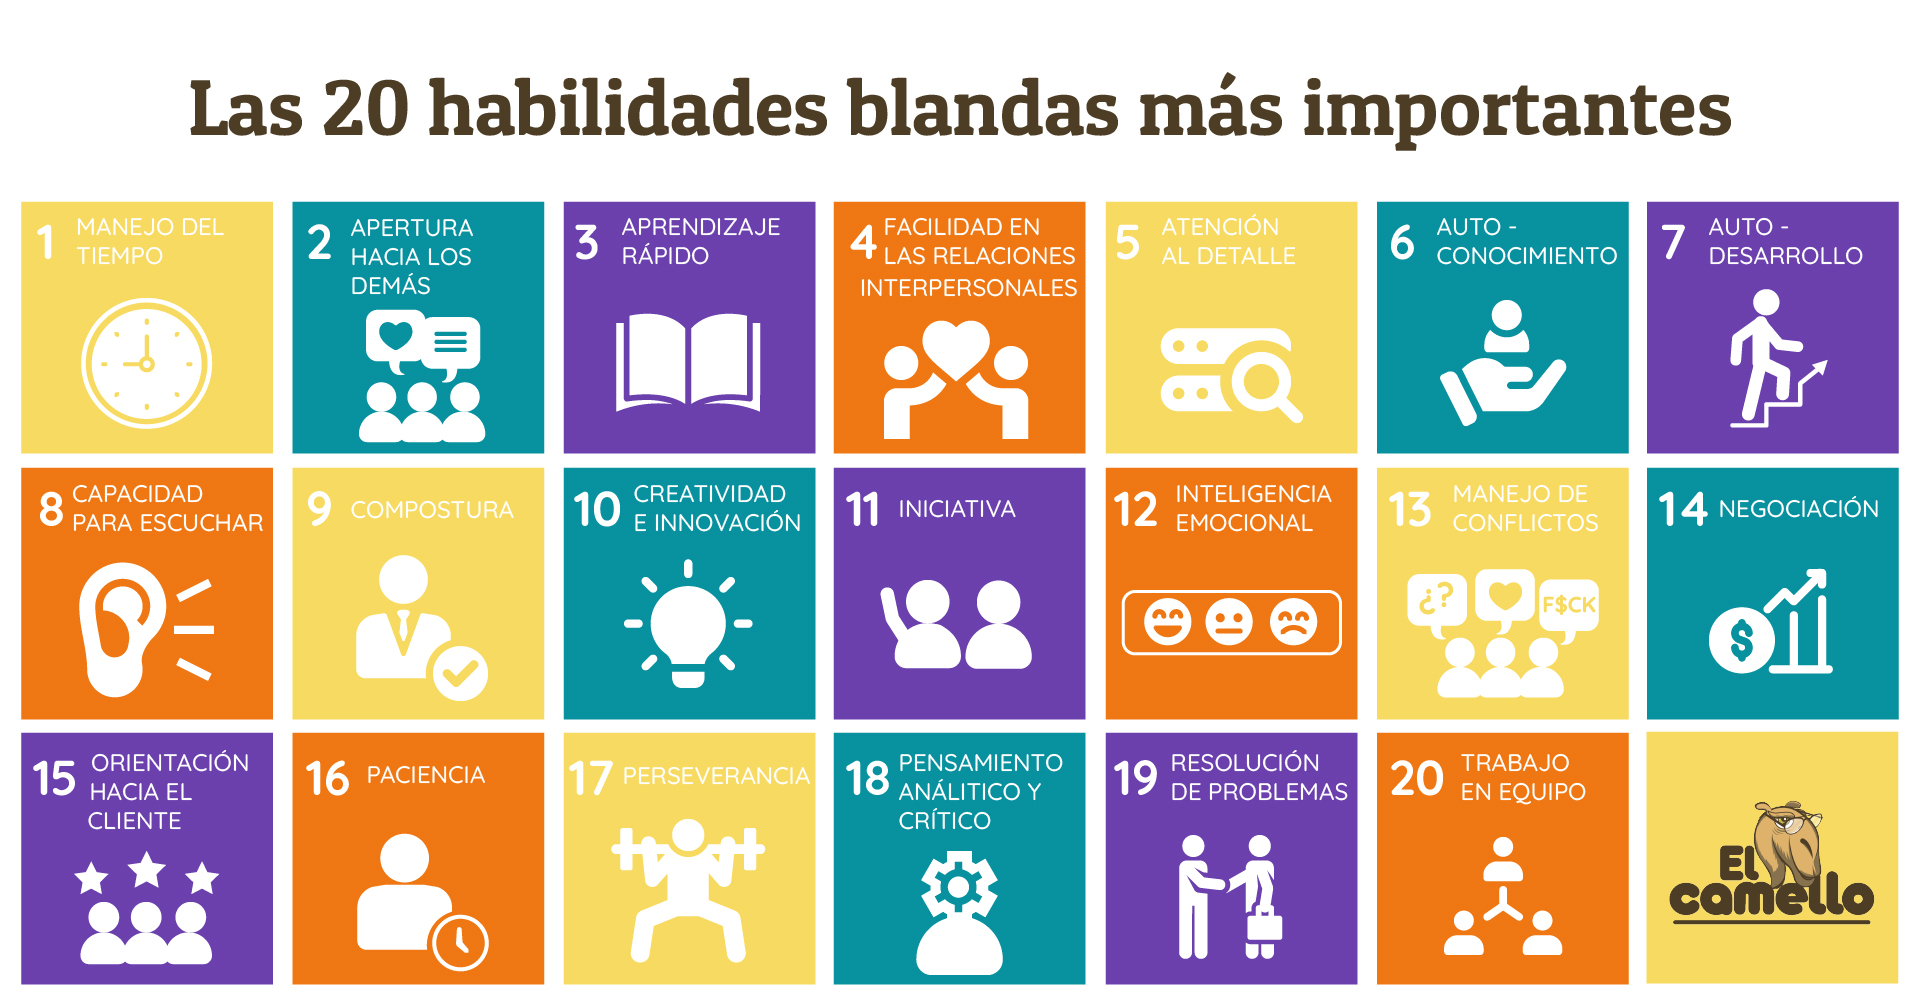 Las 20 habilidades blandas más importantes
1 MANEJO DEL
TIEMPO
2 APERTURA
HACIA LOS
DEMÁS
3 APRENDIZAJE
RÁPIDO
4 FACILIDAD EN
LAS RELACIONES
INTERPERSONALES
5 ATENCIÓN
AL DETALLE
6 AUTO -
CONOCIMIENTO
7 AUTO -
DESARROLLO
8 CAPACIDAD
PARA ESCUCHAR
9 COMPOSTURA
10 CREATIVIDAD
E INNOVACIÓN
11 INICIATIVA
12 INTELIGENCIA
EMOCIONAL
13 MANEJO DE
CONFLICTOS
¿?
F$CK
14 NEGOCIACIÓN
$
15 ORIENTACIÓN
HACIA EL
CLIENTE
16 PACIENCIA
17 PERSEVERANCIA
18 PENSAMIENTO
ANÁLITICO Y
CRÍTICO
19 RESOLUCIÓN
DE PROBLEMAS
20 TRABAJO
EN EQUIPO
El
camello